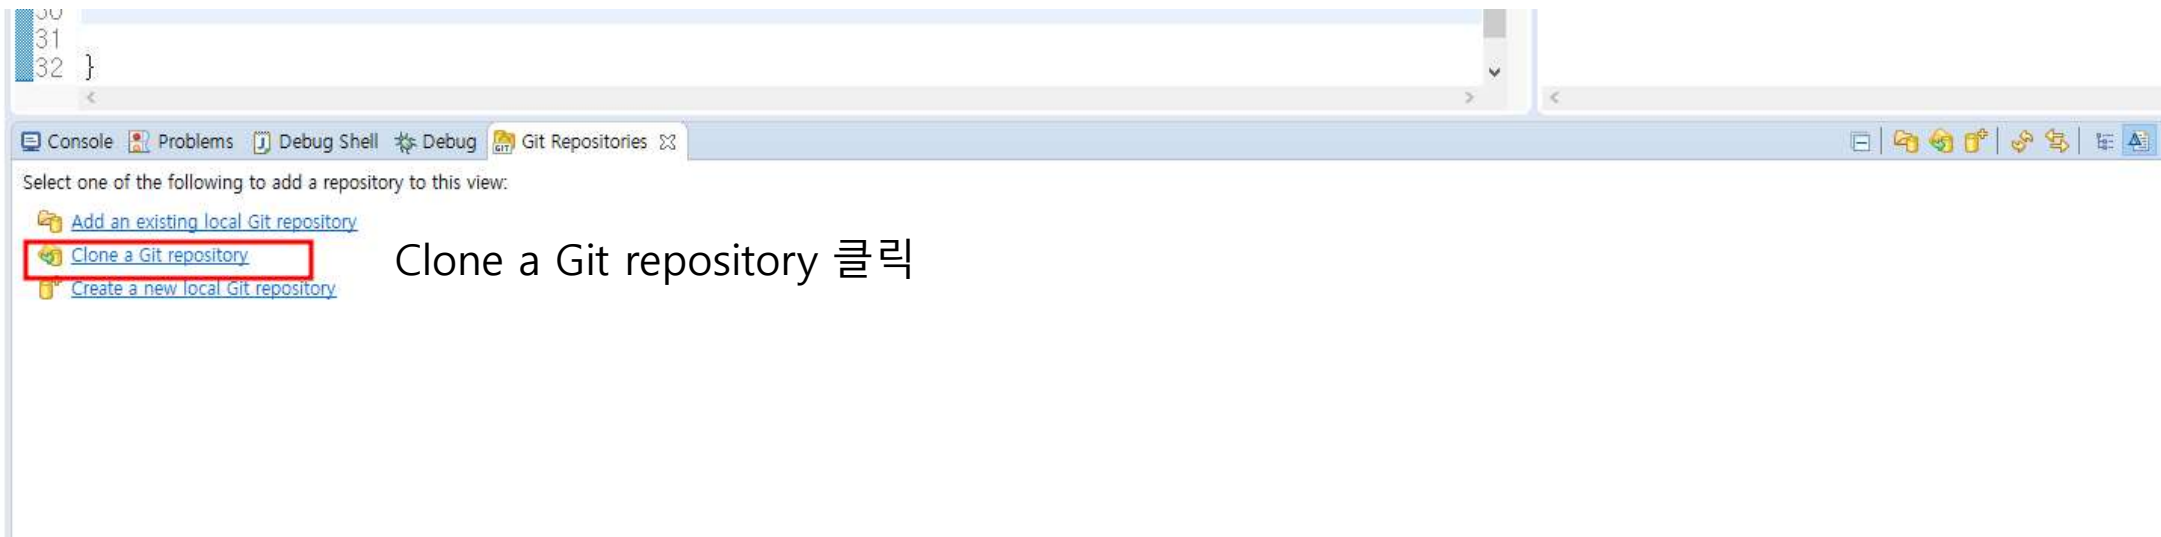 30
31
32 }
Console Problems Debug Shell Debug Git Repositories
Select one of the following to add a repository to this view:
Add an existing local Git repository
Clone a Git repository
Clone a Git repository 클릭
Create a new local Git repository